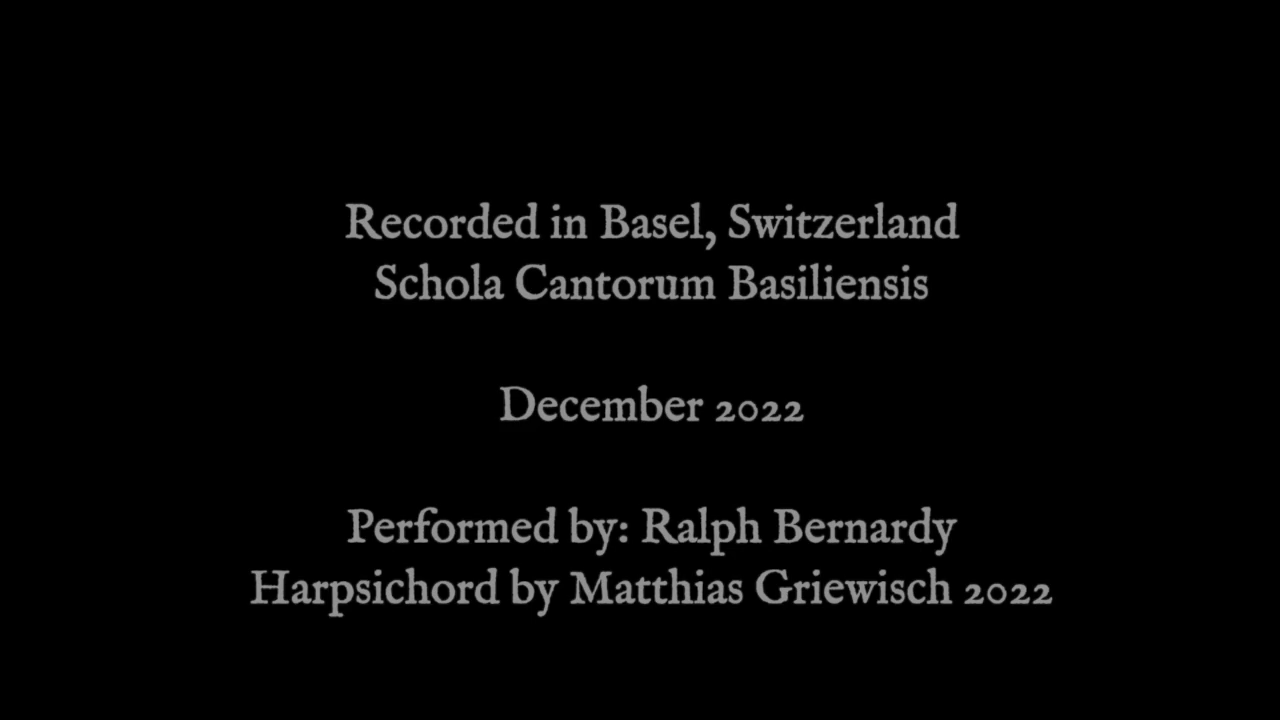 Recorded in Basel, Switzerland
Schola Cantorum Basiliensis
December 2022
Performed by: Ralph Bernardy
Harpsichord by Matthias Griewisch 2022